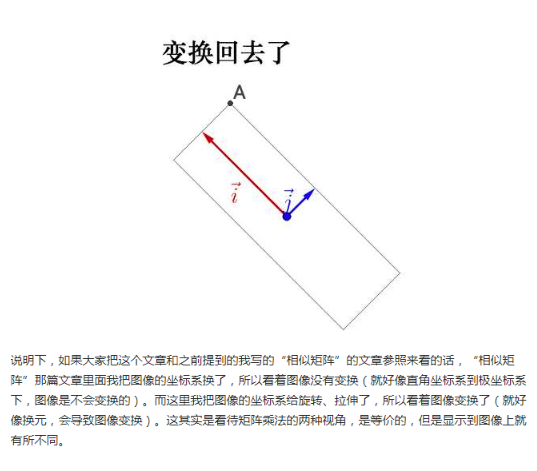 变换回去了
A
i
j
说明下，如果大家把这个文章和之前提到的我写的“相似矩阵”的文章参照来看的话，“相似矩
阵”那篇文章里面我把图像的坐标系换了，所以看着图像没有变换（就好像直角坐标系到极坐标系
下，图像是不会变换的）。而这里我把图像的坐标系给旋转、拉伸了，所以看着图像变换了（就好
像换元，会导致图像变换）。这其实是看待矩阵乘法的两种视角，是等价的，但是显示到图像上就
有所不同。